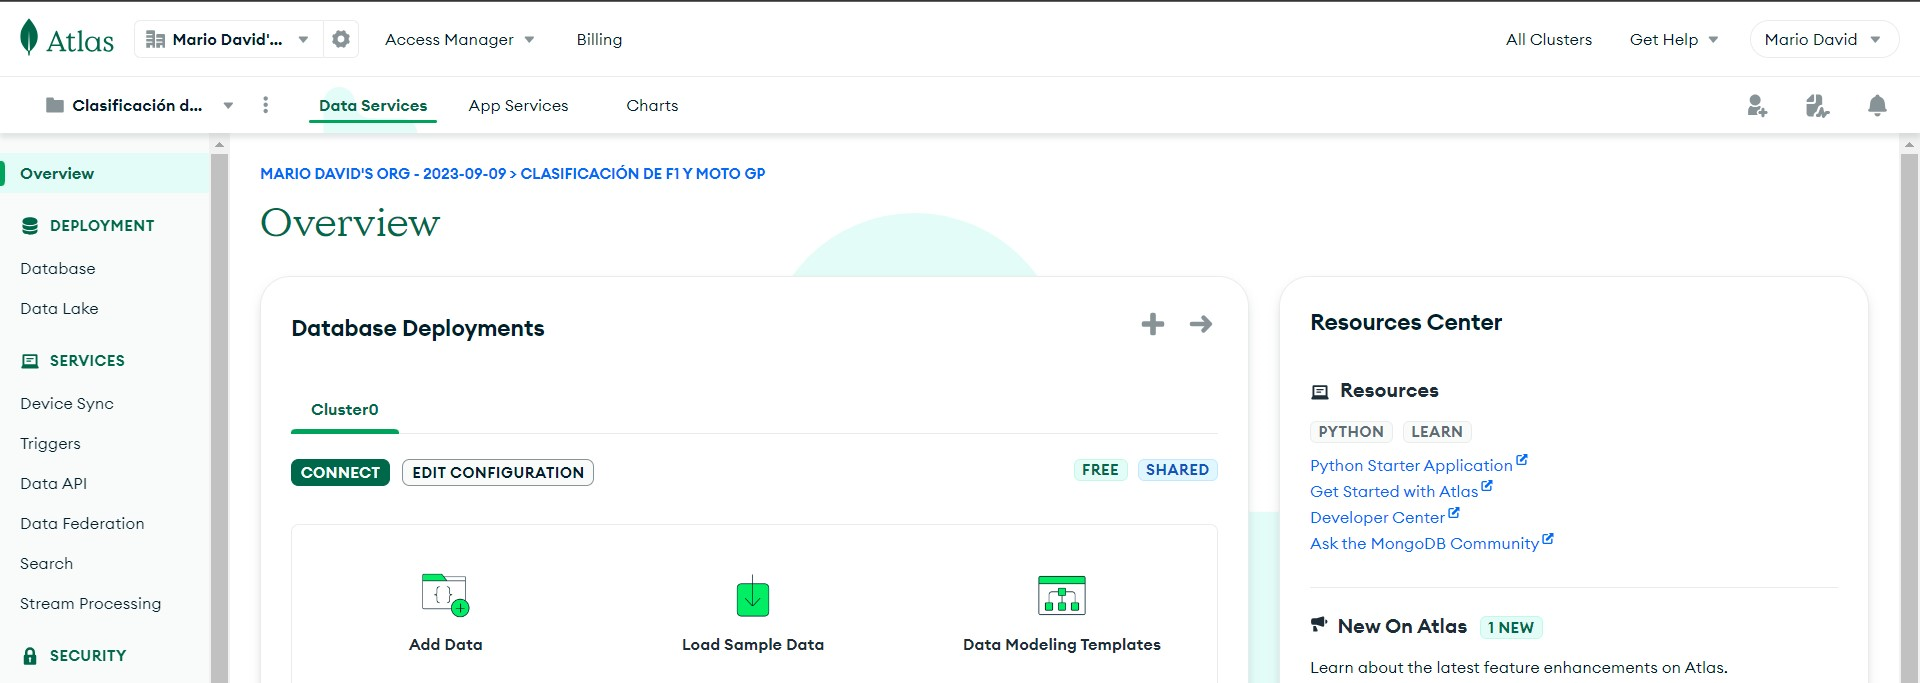 Atlas
Mario David'...
Access Manager
Billing
All Clusters
Get Help
Mario David
Clasificación d...
Data Services
App Services
Charts
Overview
DEPLOYMENT
Database
Data Lake
SERVICES
Device Sync
Triggers
Data API
Data Federation
Search
Stream Processing
SECURITY
MARIO DAVID'S ORG - 2023-09-09 > CLASIFICACIÓN DE F1 Y MOTO GP
Overview
Database Deployments
Cluster0
CONNECT
EDIT CONFIGURATION
FREE
SHARED
{ }
Add Data
Load Sample Data
Data Modeling Templates
Resources Center
Resources
PYTHON
LEARN
Python Starter Application
Get Started with Atlas
Developer Center
Ask the MongoDB Community
New On Atlas
1 NEW
Learn about the latest feature enhancements on Atlas.